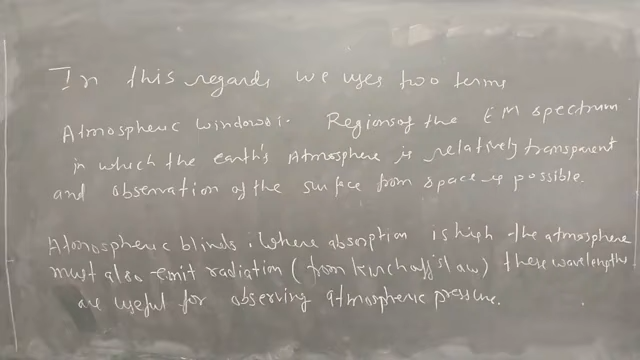 In this regards we uses two terms
Atmospheric windows:- Regions of the EM spectrum
in which the earth's Atmosphere is relatively transparent
and observation of the surface from space is possible.
Atmospheric blinds: Where absorption is high the atmosphere
must also emit radiation (from Kirchoff's law) these wavelengths
are useful for observing atmospheric pressure.